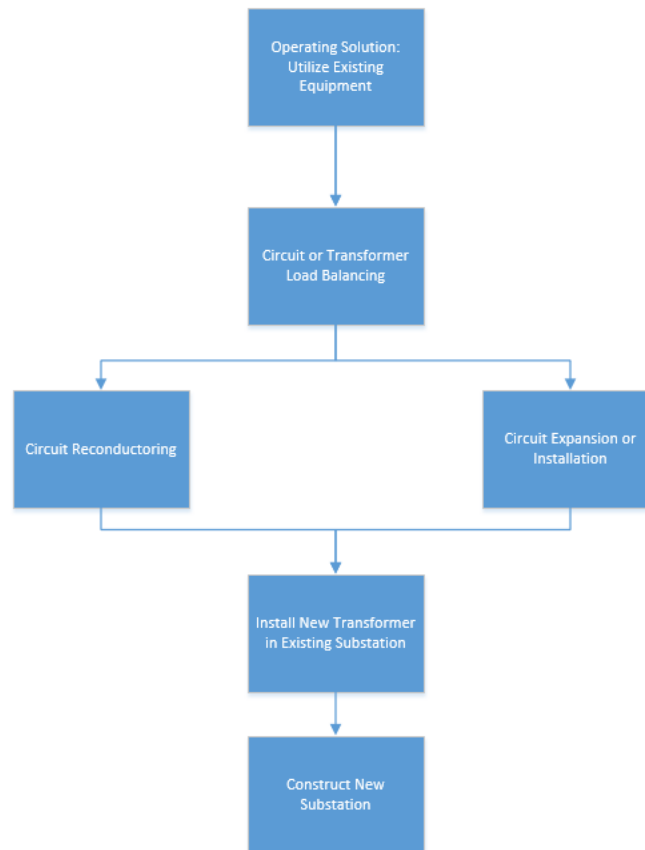 Operating Solution:
Utilize Existing
Equipment
Circuit or Transformer
Load Balancing
Circuit Reconductoring
Circuit Expansion or
Installation
Install New Transformer
in Existing Substation
Construct New
Substation